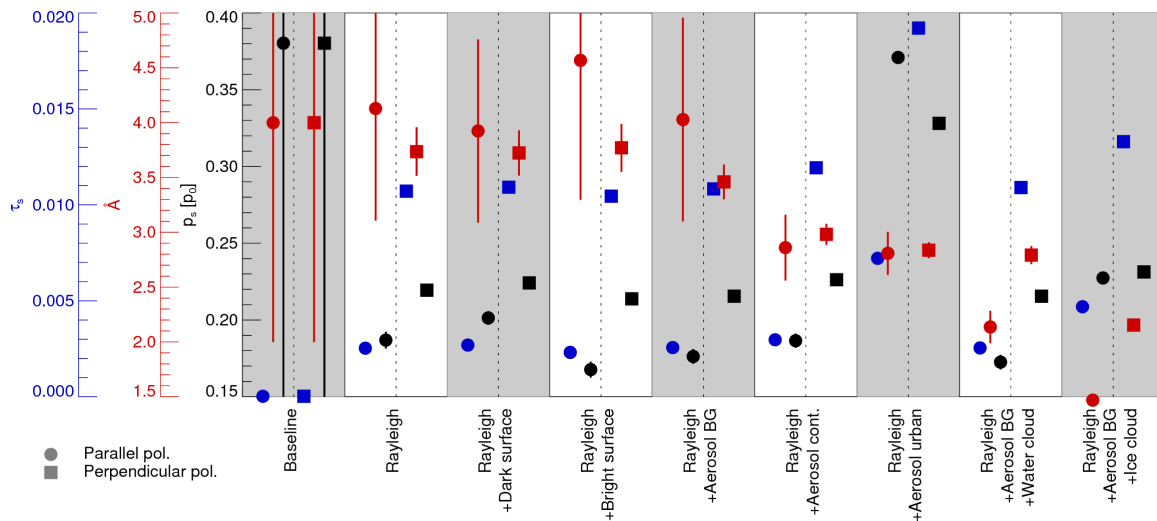 0.020
0.015
0.010
0.005
0.000
τs
5.0
4.5
4.0
3.5
3.0
2.5
2.0
1.5
Å
0.40
0.35
0.30
0.25
0.20
0.15
ps [p0]
Baseline
Rayleigh
Rayleigh
+Dark surface
Rayleigh
+Bright surface
Rayleigh
+Aerosol BG
Rayleigh
+Aerosol cont.
Rayleigh
+Aerosol urban
Rayleigh
+Aerosol BG
+Water cloud
Rayleigh
+Aerosol BG
+Ice cloud
Parallel pol.
Perpendicular pol.